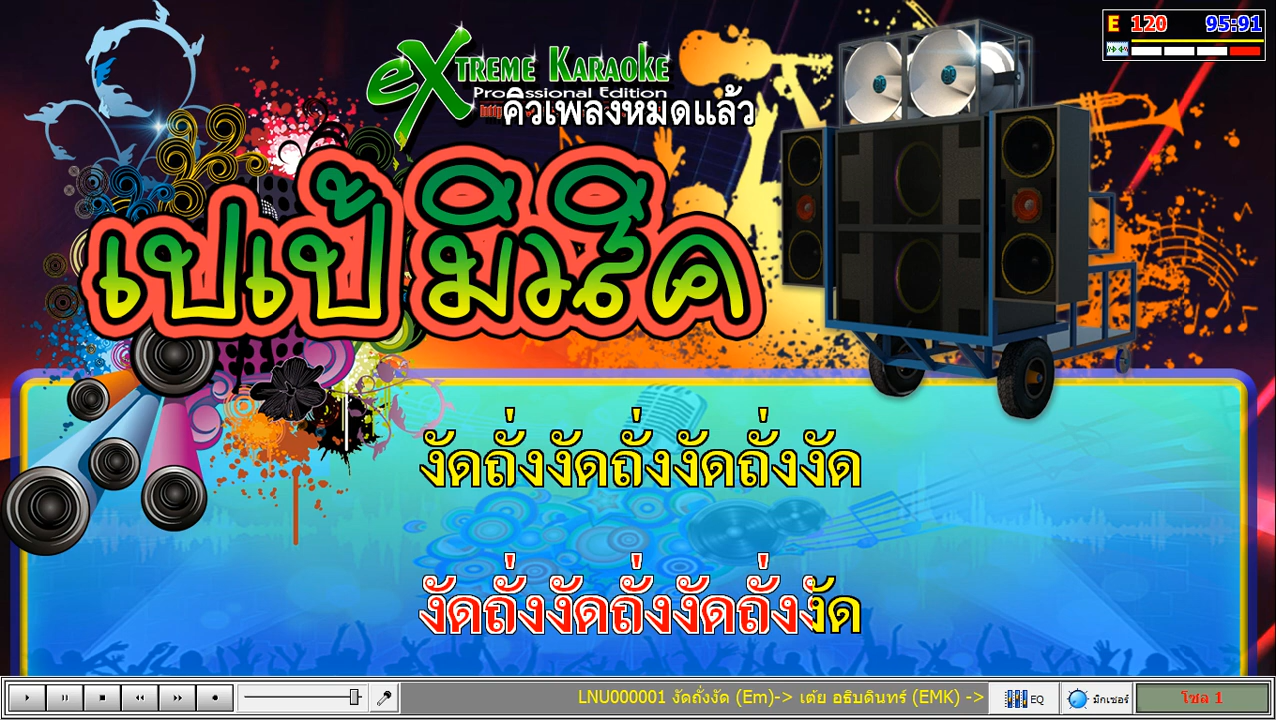 E 120 95:91
eXTREME KARAOKE
Professional Edition
คิวเพลงหมดแล้ว
เปเป้ มิวสิค
งัดถั่งงัดถั่งงัดถั่งงัด
งัดถั่งงัดถั่งงัดถั่งงัด
LNU000001 งัดถั่งงัด (Em)-> เต้ย อธิบดินทร์ (EMK) ->
EQ
มิกเซอร์
โซล 1